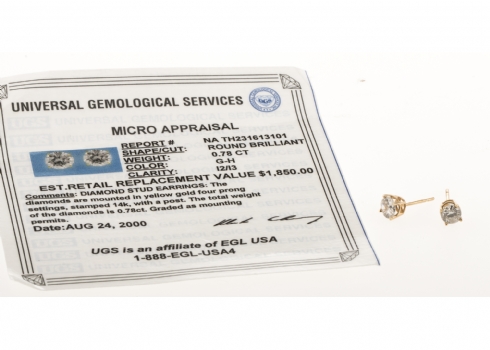 UNIVERSAL GEMOLOGICAL SERVICES
MICRO APPRAISAL
REPORT # NA TH231613101
SHAPE/CUT: ROUND BRILLIANT
WEIGHT: 0.78 CT
COLOR: G-H
CLARITY: I2/I3
EST.RETAIL REPLACEMENT VALUE $1,850.00
Comments: DIAMOND STUD EARRINGS: The
diamonds are mounted in yellow gold four prong
settings, stamped 14k, with a post. The total weight
is 0.78ct. Graded as mounting
permits.
Date:AUG 24, 2000
UGS is an affiliate of EGL USA
1-888-EGL-USA4